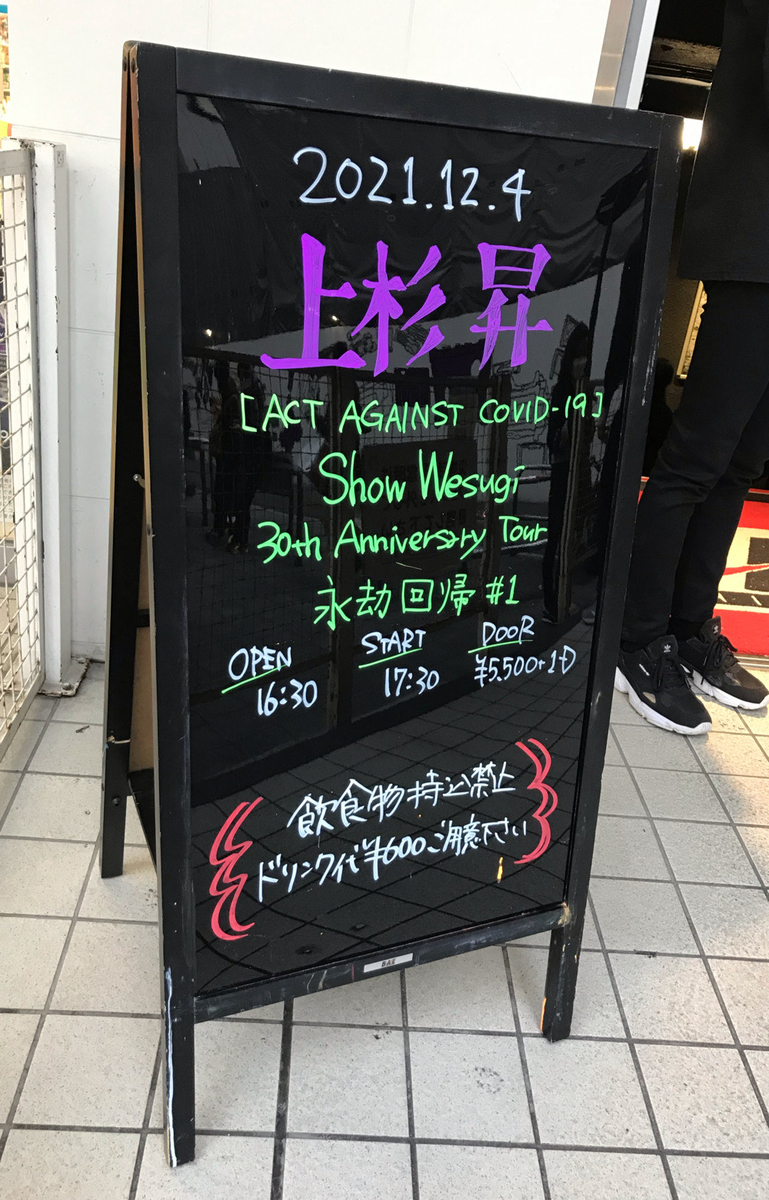 2021.12.4
上杉昇
[ACT AGAINST COVID-19]
Show Wesugi
30th Anniversary Tour
永劫回帰 #1
OPEN START DOOR
16:30 17:30 ¥5.500+1D
飲食物持込禁止
ドリンク代¥600ご用意下さい